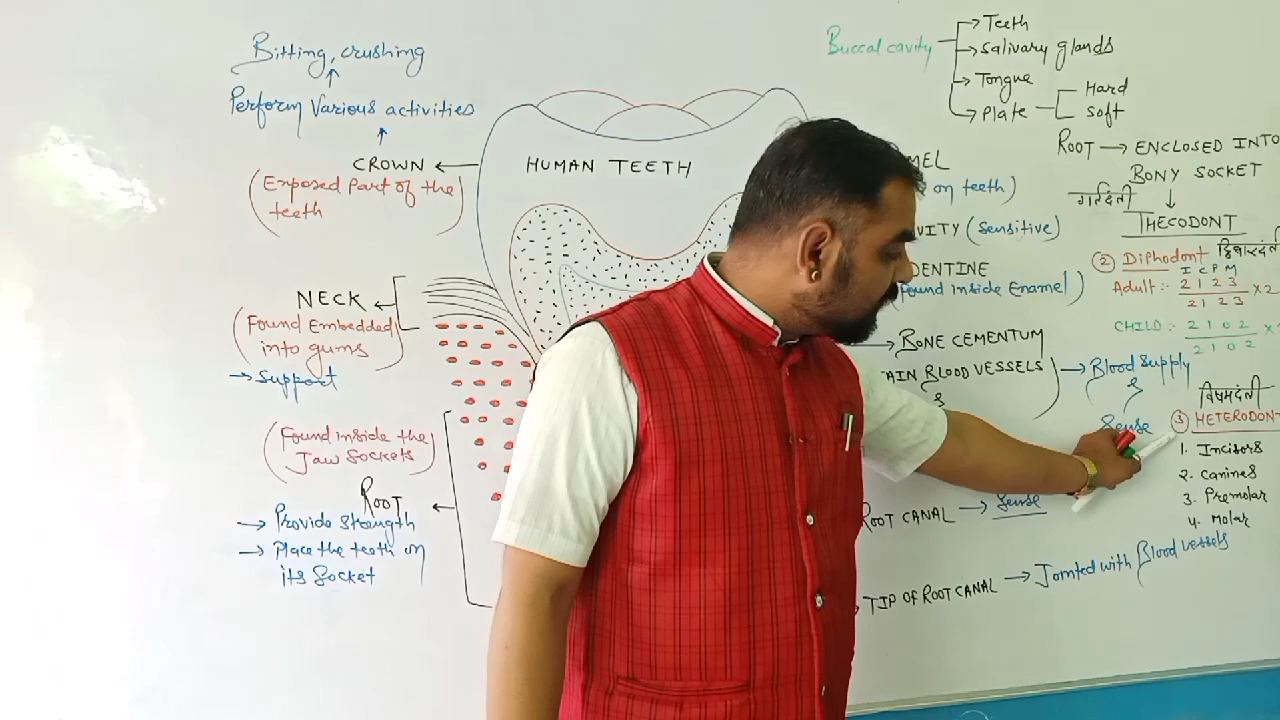 Bitting, crushing
Perform Various activities
CROWN
(Exposed part of the
teeth)
NECK
(Found Embedded
into gums)
→ Support
(Found inside the
Jaw Sockets)
ROOT
→ Provide Strength
→ Place the teeth on
its Socket
HUMAN TEETH
Buccal cavity
→ Teeth
→ Salivary glands
→ Tongue
→ Plate
Hard
Soft
MEL
on teeth)
VITY (Sensitive)
DENTINE
(Found inside Enamel)
→ BONE CEMENTUM
AIN BLOOD VESSELS
&
→ Blood Supply
&
Sense
ROOT CANAL → Sense
TIP OF ROOT CANAL → Jointed with Blood vessels
ROOT → ENCLOSED INTO
BONY SOCKET
गर्तदंती
THECODONT
② Diphodont द्विबारदंती
I C P M
Adult :- 2 1 2 3 × 2
2 1 2 3
CHILD :- 2 1 0 2 ×
2 1 0 2
विषमदंती
③ HETERODONT
1. Incisors
2. Canines
3. Premolar
4. Molar